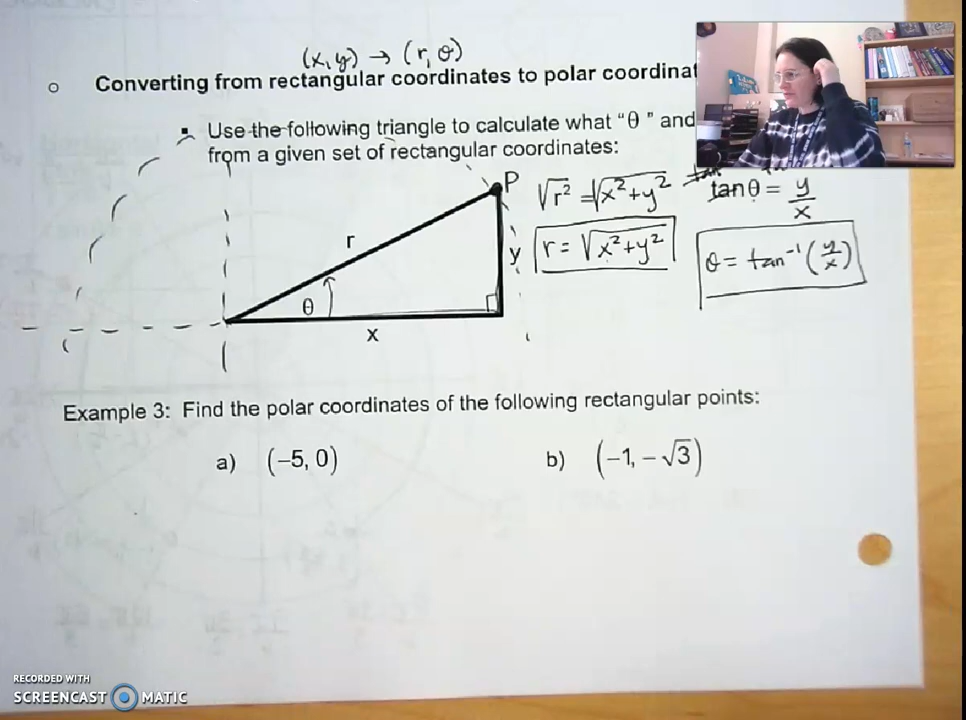 (x, y) → (r, θ)
Converting from rectangular coordinates to polar coordinat
Use the following triangle to calculate what “θ ” and
from a given set of rectangular coordinates:
P
√r² = √x² + y²
tan
tanθ = y/x
r
y
r = √x² + y²
θ = tan⁻¹(y/x)
θ
x
Example 3: Find the polar coordinates of the following rectangular points:
a) (−5, 0)
b) (−1, −√3)
RECORDED WITH
SCREENCAST MATIC